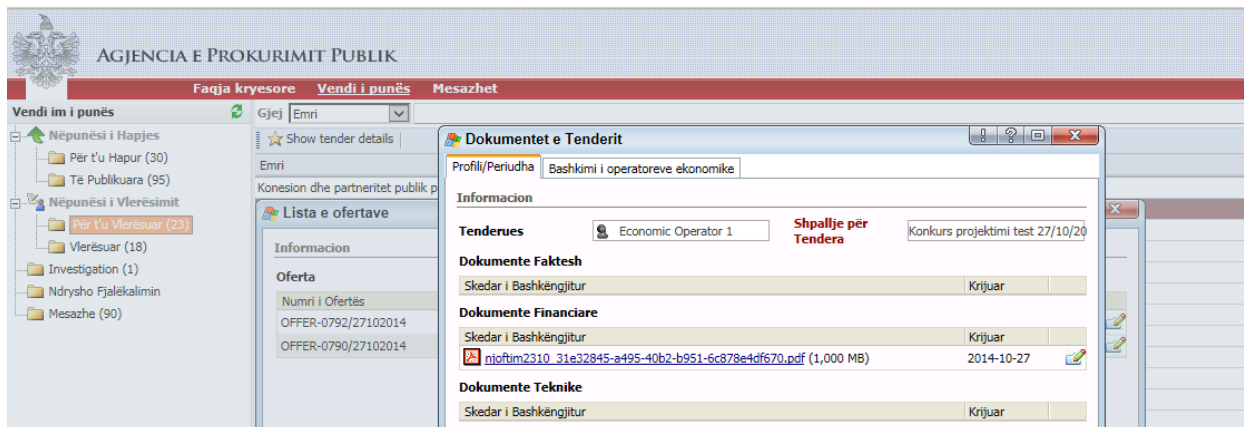 AGJENCIA E PROKURIMIT PUBLIK
Faqja kryesore Vendi i punës Mesazhet
Vendi im i punës
Nëpunësi i Hapjes
Për t'u Hapur (30)
Të Publikuara (95)
Nëpunësi i Vlerësimit
Për t'u Vlerësuar (23)
Vlerësuar (18)
Investigation (1)
Ndrysho Fjalëkalimin
Mesazhe (90)
Gjej Emri
Show tender details
Emri
Konesion dhe partneritet publik p
Lista e ofertave
Informacion
Oferta
Numri i Ofertës
OFFER-0792/27102014
OFFER-0790/27102014
Dokumentet e Tenderit
Profili/Periudha Bashkimi i operatoreve ekonomike
Informacion
Tenderues Economic Operator 1 Shpallje për Tendera Konkurs projektimi test 27/10/20
Dokumente Faktesh
Skedar i Bashkëngjitur Krijuar
Dokumente Financiare
Skedar i Bashkëngjitur Krijuar
njoftim2310_31e32845-a495-40b2-b951-6c878e4df670.pdf (1,000 MB) 2014-10-27
Dokumente Teknike
Skedar i Bashkëngjitur Krijuar